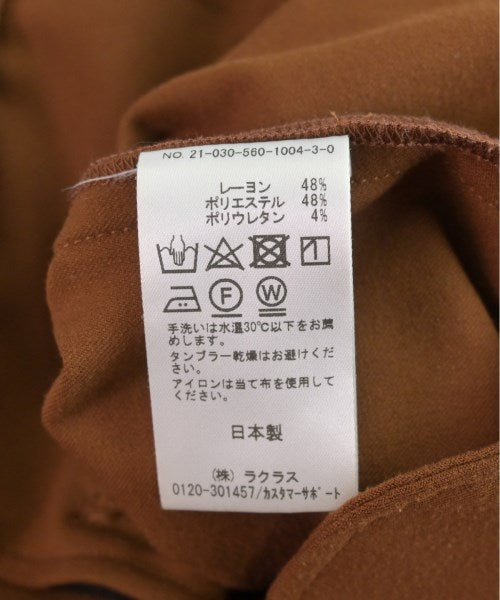 NO. 21-030-560-1004-3-0
レーヨン 48%
ポリエステル 48%
ポリウレタン 4%
F W
手洗いは水温30℃以下をお薦
めします。
タンブラー乾燥はお避けくださ
い。
アイロンは当て布を使用して
ください。
日本製
(株) ラクラス
0120-301457/カスタマーサポート